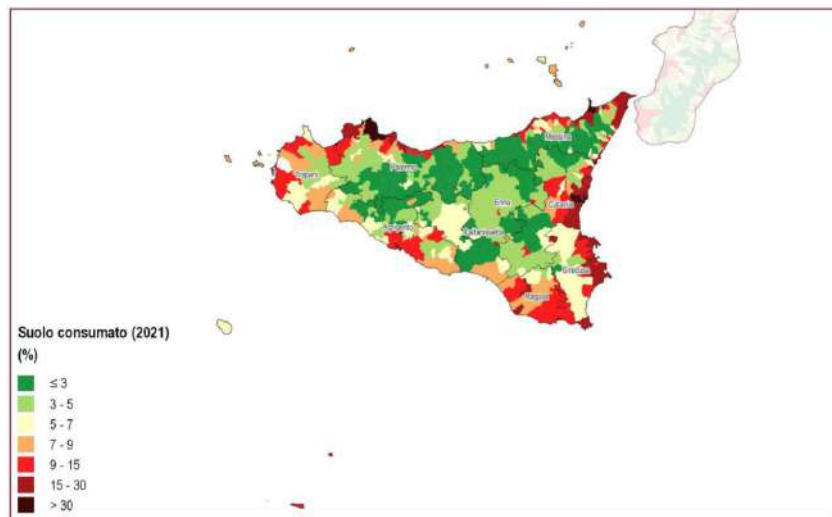 Messina
Palermo
Trapani
Enna
Catania
Agrigento
Caltanissetta
Siracusa
Ragusa
Suolo consumato (2021)
(%)
≤ 3
3 - 5
5 - 7
7 - 9
9 - 15
15 - 30
> 30